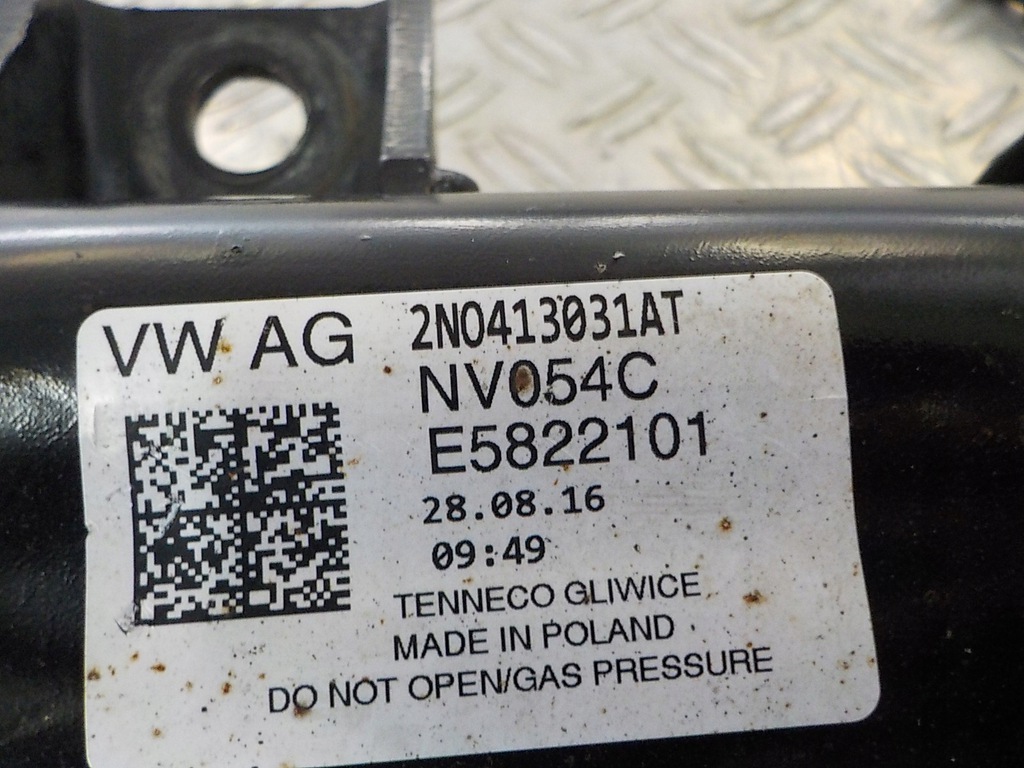 VW AG
2N0413031AT
NV054C
E5822101
28.08.16
09:49
TENNECO GLIWICE
MADE IN POLAND
DO NOT OPEN/GAS PRESSURE